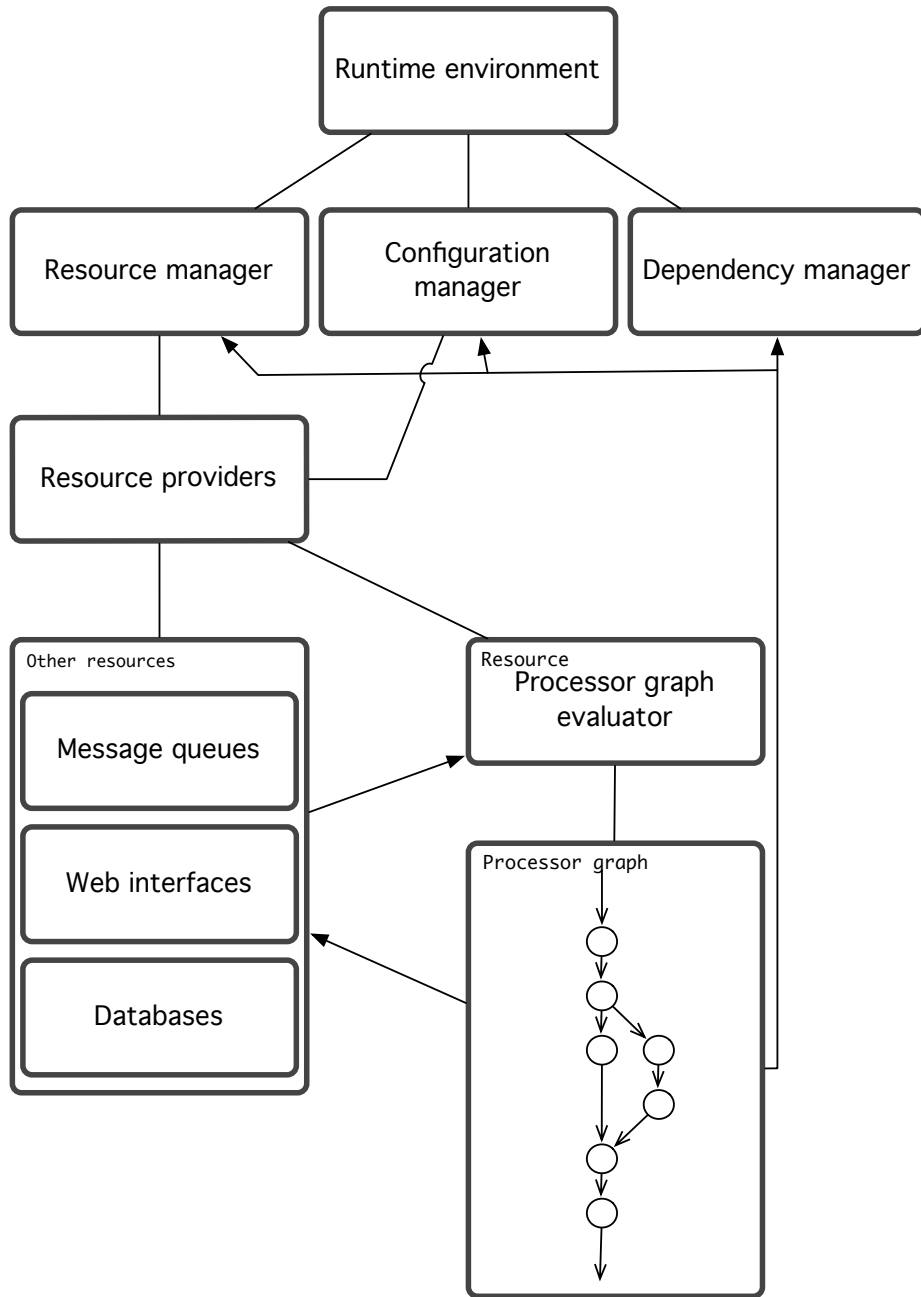 Runtime environment
Resource manager
Configuration
manager
Dependency manager
Resource providers
Other resources
Message queues
Web interfaces
Databases
Resource
Processor graph
evaluator
Processor graph